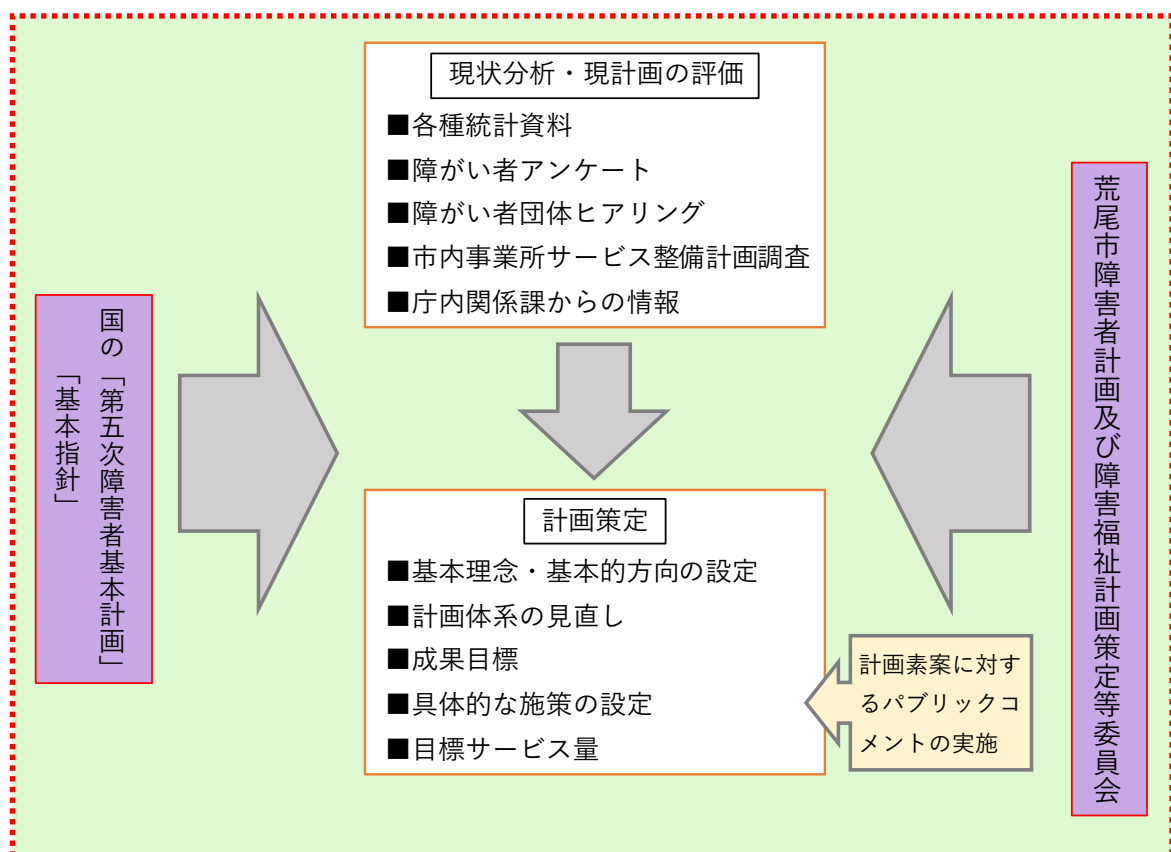 現状分析・現計画の評価
■各種統計資料
■障がい者アンケート
■障がい者団体ヒアリング
■市内事業所サービス整備計画調査
■庁内関係課からの情報
国の「第五次障害者基本計画」
「基本指針」
荒尾市障害者計画及び障害福祉計画策定等委員会
計画策定
■基本理念・基本的方向の設定
■計画体系の見直し
■成果目標
■具体的な施策の設定
■目標サービス量
計画素案に対す
るパブリックコ
メントの実施